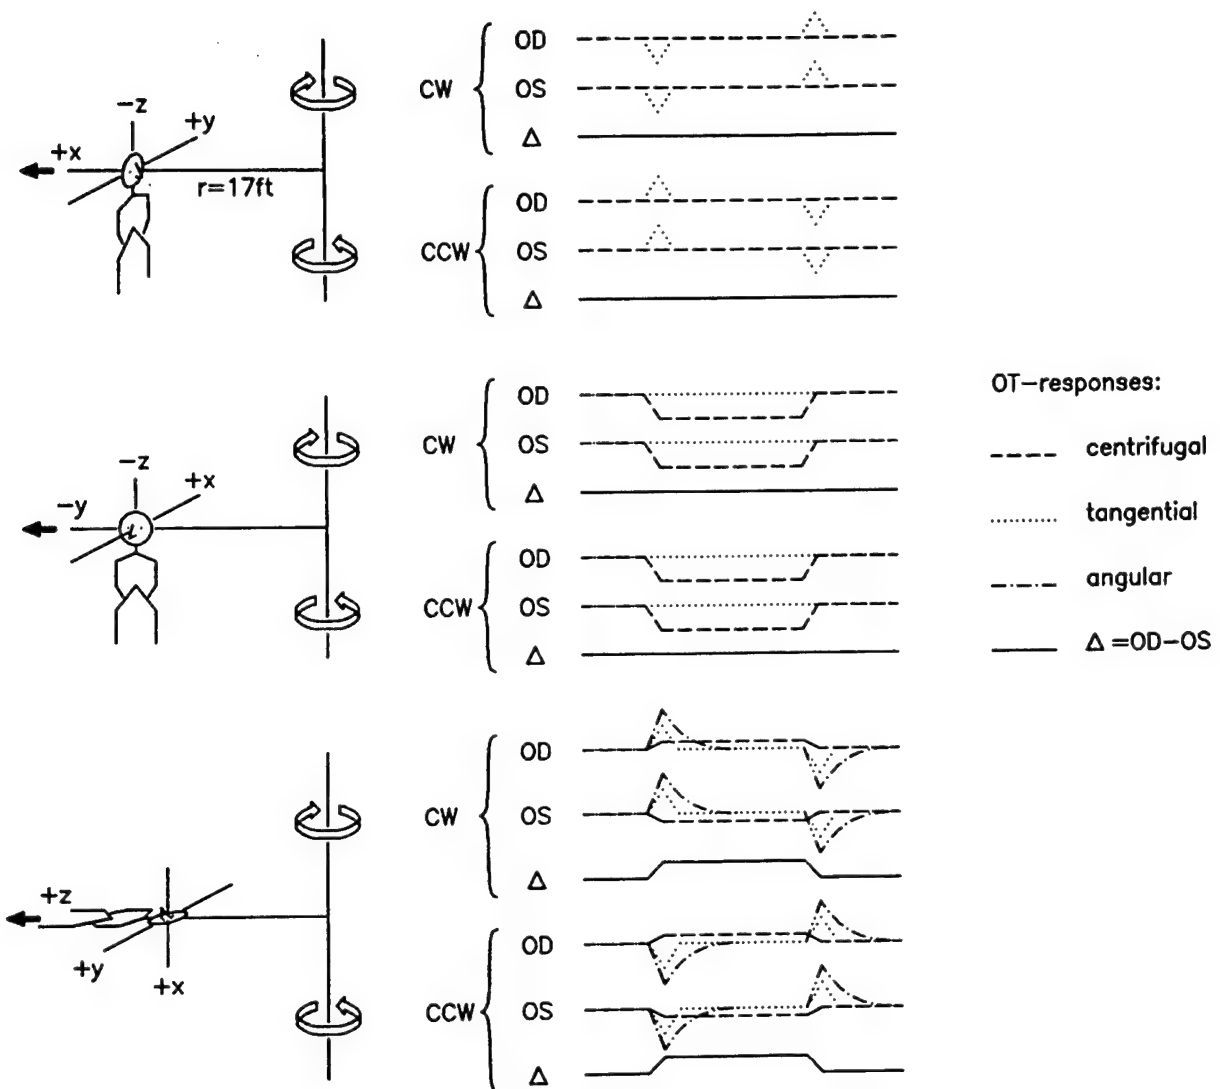 CW
OD
OS
Δ
-z
+y
+x
r=17ft
CCW
OD
OS
Δ
CW
OD
OS
Δ
-z
+x
-y
CCW
OD
OS
Δ
OT-responses:
centrifugal
tangential
angular
Δ=OD-OS
CW
OD
OS
Δ
+z
+y
+x
CCW
OD
OS
Δ